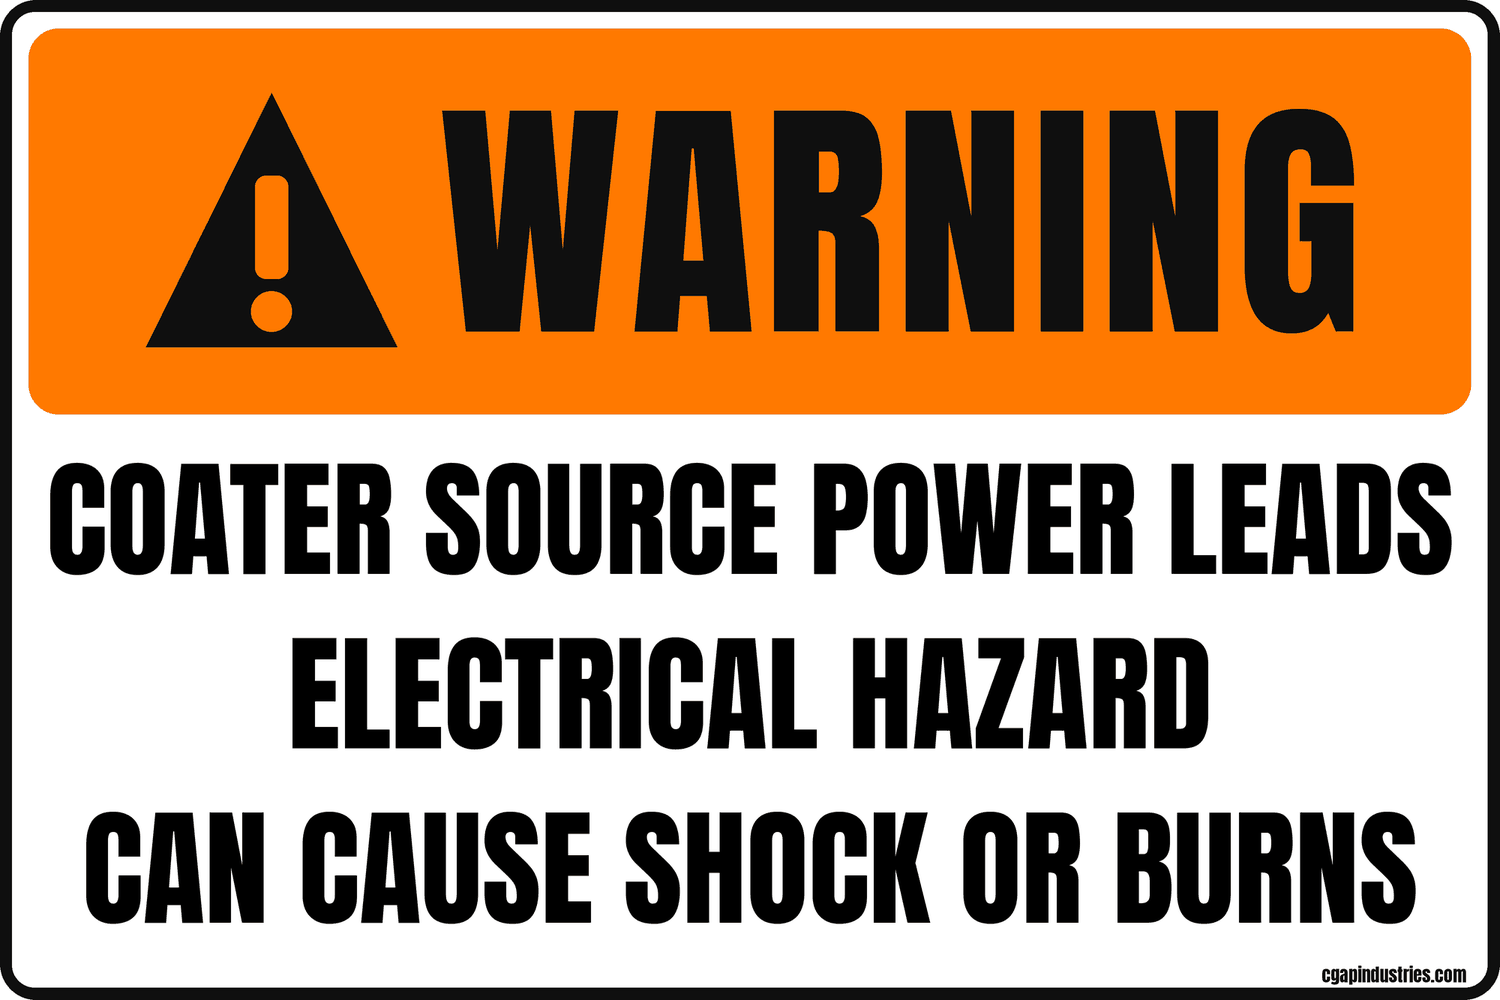 WARNING
COATER SOURCE POWER LEADS
ELECTRICAL HAZARD
CAN CAUSE SHOCK OR BURNS
cgapindustries.com